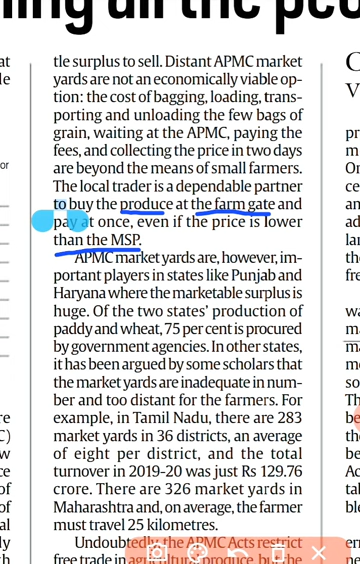 tle surplus to sell. Distant APMC market
yards are not an economically viable op-
tion: the cost of bagging, loading, trans-
porting and unloading the few bags of
grain, waiting at the APMC, paying the
fees, and collecting the price in two days
are beyond the means of small farmers.
The local trader is a dependable partner
to buy the produce at the farm gate and
pay at once, even if the price is lower
than the MSP.
APMC market yards are, however, im-
portant players in states like Punjab and
Haryana where the marketable surplus is
huge. Of the two states' production of
paddy and wheat, 75 per cent is procured
by government agencies. In other states,
it has been argued by some scholars that
the market yards are inadequate in num-
ber and too distant for the farmers. For
example, in Tamil Nadu, there are 283
market yards in 36 districts, an average
of eight per district, and the total
turnover in 2019-20 was just Rs 129.76
crore. There are 326 market yards in
Maharashtra and, on average, the farmer
must travel 25 kilometres.
Undoubtedly, the APMC Acts restrict
free trade in agricultural produce, but the